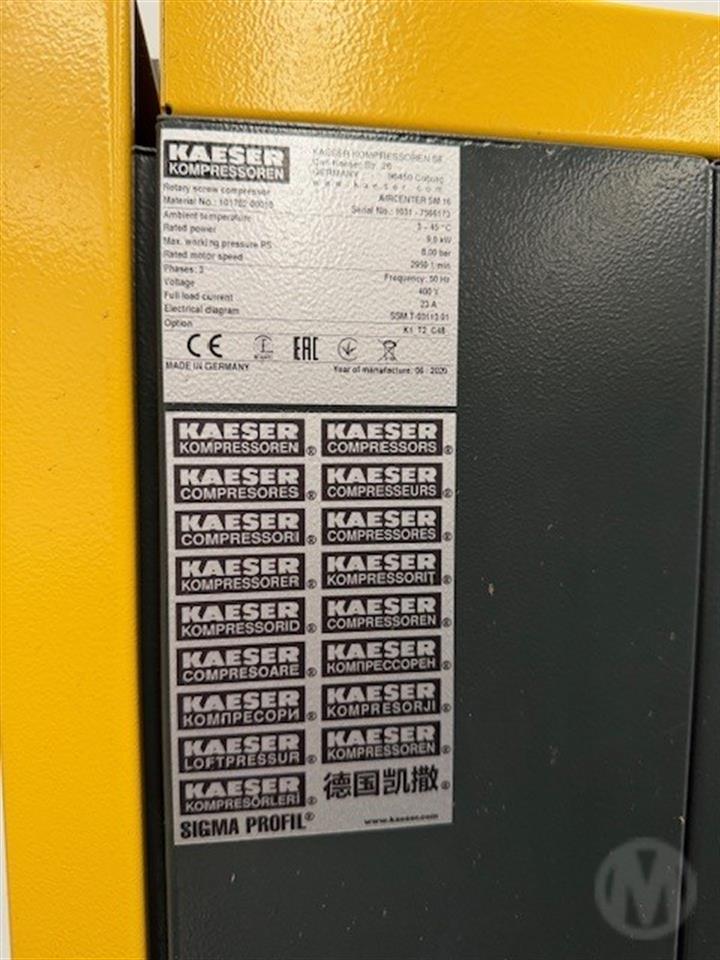 KAESER
KOMPRESSOREN
KAESER KOMPRESSOREN SE
Carl Kaeser Str. 26
GERMANY 96450 Coburg
www.kaeser.com
Rotary screw compressor AIRCENTER SM 16
Material No.: Serial No.:
Ambient temperature 3 - 45 °C
Rated power 9,0 kW
Max. working pressure PS 8,00 bar
Rated motor speed 2950 1/min
Phases: 3 Frequency: 50 Hz
Voltage 400 V
Full load current 23 A
Electrical diagram
Option K1 T2 C48
CE EAC
MADE IN GERMANY Year of manufacture: 06 / 2020
KAESER KOMPRESSOREN® KAESER COMPRESSORS®
KAESER COMPRESORES® KAESER COMPRESSEURS®
KAESER COMPRESSORI® KAESER COMPRESSORES®
KAESER KOMPRESSORER® KAESER KOMPRESSORIT®
KAESER KOMPRESSORID® KAESER COMPRESSOREN®
KAESER COMPRESOARE® KAESER КОМПРЕССОРЕН®
KAESER КОМПРЕСОРИ® KAESER KOMPRESORJI®
KAESER LOFTPRESSUR® KAESER KOMPRESSOREN®
KAESER KOMPRESÖRLERI® 德国凯撒®
SIGMA PROFIL® www.kaeser.com
M